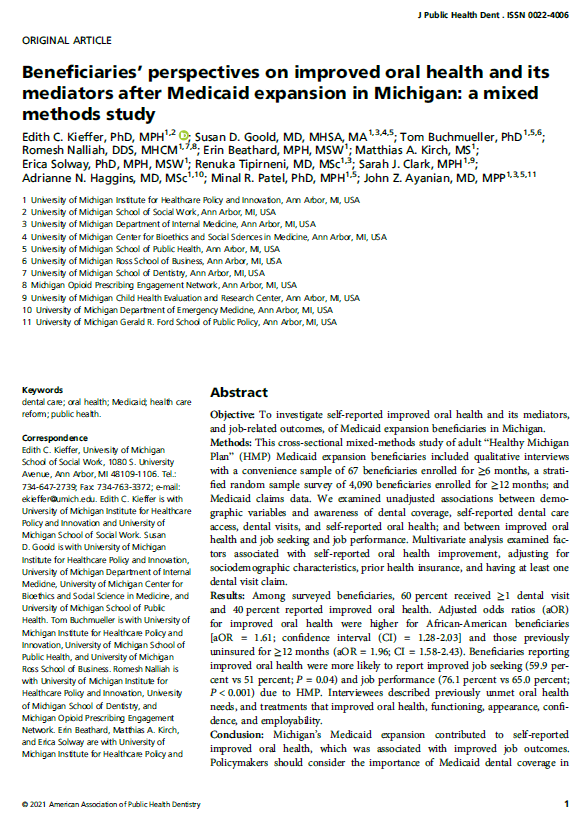 J Public Health Dent . ISSN 0022-4006
ORIGINAL ARTICLE
Beneficiaries’ perspectives on improved oral health and its
mediators after Medicaid expansion in Michigan: a mixed
methods study
Edith C. Kieffer, PhD, MPH1,2 iD; Susan D. Goold, MD, MHSA, MA1,3,4,5; Tom Buchmueller, PhD1,5,6;
Romesh Nalliah, DDS, MHCM1,7,8; Erin Beathard, MPH, MSW1; Matthias A. Kirch, MS1;
Erica Solway, PhD, MPH, MSW1; Renuka Tipirneni, MD, MSc1,3; Sarah J. Clark, MPH1,9;
Adrianne N. Haggins, MD, MSc1,10; Minal R. Patel, PhD, MPH1,5; John Z. Ayanian, MD, MPP1,3,5,11
1 University of Michigan Institute for Healthcare Policy and Innovation, Ann Arbor, MI, USA
2 University of Michigan School of Social Work, Ann Arbor, MI, USA
3 University of Michigan Department of Internal Medicine, Ann Arbor, MI, USA
4 University of Michigan Center for Bioethics and Social Sciences in Medicine, Ann Arbor, MI, USA
5 University of Michigan School of Public Health, Ann Arbor, MI, USA
6 University of Michigan Ross School of Business, Ann Arbor, MI, USA
7 University of Michigan School of Dentistry, Ann Arbor, MI, USA
8 Michigan Opioid Prescribing Engagement Network, Ann Arbor, MI, USA
9 University of Michigan Child Health Evaluation and Research Center, Ann Arbor, MI, USA
10 University of Michigan Department of Emergency Medicine, Ann Arbor, MI, USA
11 University of Michigan Gerald R. Ford School of Public Policy, Ann Arbor, MI, USA
Keywords
dental care; oral health; Medicaid; health care
reform; public health.
Correspondence
Edith C. Kieffer, University of Michigan
School of Social Work, 1080 S. University
Avenue, Ann Arbor, MI 48109-1106. Tel.:
734-647-2739; Fax 734-763-3372; e-mail:
ekieffer@umich.edu. Edith C. Kieffer is with
University of Michigan Institute for Healthcare
Policy and Innovation and University of
Michigan School of Social Work. Susan
D. Goold is with University of Michigan
Institute for Healthcare Policy and Innovation,
University of Michigan Department of Internal
Medicine, University of Michigan Center for
Bioethics and Social Science in Medicine, and
University of Michigan School of Public
Health. Tom Buchmueller is with University of
Michigan Institute for Healthcare Policy and
Innovation, University of Michigan School of
Public Health, and University of Michigan
Ross School of Business. Romesh Nalliah is
with University of Michigan Institute for
Healthcare Policy and Innovation, University
of Michigan School of Dentistry, and
Michigan Opioid Prescribing Engagement
Network. Erin Beathard, Matthias A. Kirch,
and Erica Solway are with University of
Michigan Institute for Healthcare Policy and
Abstract
Objective: To investigate self-reported improved oral health and its mediators,
and job-related outcomes, of Medicaid expansion beneficiaries in Michigan.
Methods: This cross-sectional mixed-methods study of adult “Healthy Michigan
Plan” (HMP) Medicaid expansion beneficiaries included qualitative interviews
with a convenience sample of 67 beneficiaries enrolled for ≥6 months, a strati-
fied random sample survey of 4,090 beneficiaries enrolled for ≥12 months; and
Medicaid claims data. We examined unadjusted associations between demo-
graphic variables and awareness of dental coverage, self-reported dental care
access, dental visits, and self-reported oral health; and between improved oral
health and job seeking and job performance. Multivariate analysis examined fac-
tors associated with self-reported oral health improvement, adjusting for
sociodemographic characteristics, prior health insurance, and having at least one
dental visit claim.
Results: Among surveyed beneficiaries, 60 percent received ≥1 dental visit
and 40 percent reported improved oral health. Adjusted odds ratios (aOR)
for improved oral health were higher for African-American beneficiaries
[aOR = 1.61; confidence interval (CI) = 1.28-2.03] and those previously
uninsured for ≥12 months (aOR = 1.96; CI = 1.58-2.43). Beneficiaries reporting
improved oral health were more likely to report improved job seeking (59.9 per-
cent vs 51 percent; P = 0.04) and job performance (76.1 percent vs 65.0 percent;
P < 0.001) due to HMP. Interviewees described previously unmet oral health
needs, and treatments that improved oral health, functioning, appearance, confi-
dence, and employability.
Conclusion: Michigan’s Medicaid expansion contributed to self-reported
improved oral health, which was associated with improved job outcomes.
Policymakers should consider the importance of Medicaid dental coverage in
© 2021 American Association of Public Health Dentistry
1